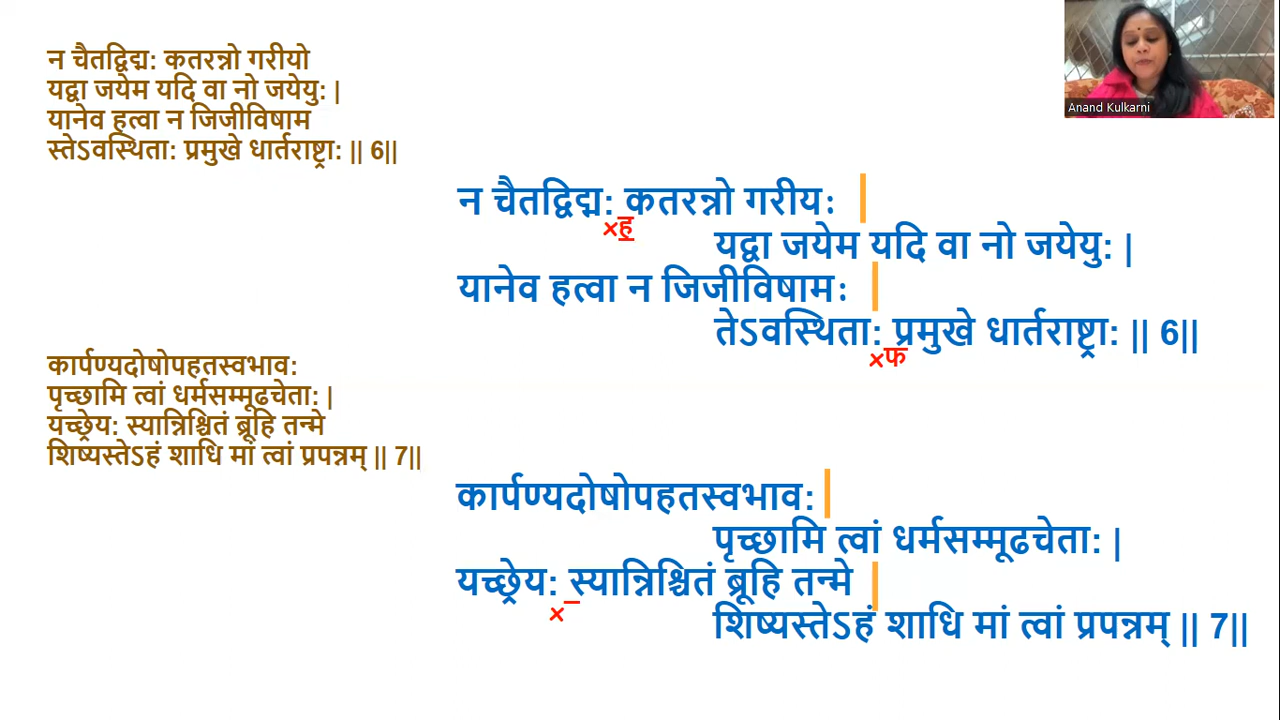 न चैतद्विद्म: कतरन्नो गरीयो
यद्वा जयेम यदि वा नो जयेयु: |
यानेव हत्वा न जिजीविषाम
स्तेऽवस्थिता: प्रमुखे धार्तराष्ट्रा: || 6||
Anand Kulkarni
न चैतद्विद्म: कतरन्नो गरीयः
×ह
यद्वा जयेम यदि वा नो जयेयु: |
यानेव हत्वा न जिजीविषामः
तेऽवस्थिता: प्रमुखे धार्तराष्ट्रा: || 6||
×फ
कार्पण्यदोषोपहतस्वभाव:
पृच्छामि त्वां धर्मसम्मूढचेता: |
यच्छ्रेय: स्यान्निश्चितं ब्रूहि तन्मे
शिष्यस्तेऽहं शाधि मां त्वां प्रपन्नम् || 7||
कार्पण्यदोषोपहतस्वभाव:
पृच्छामि त्वां धर्मसम्मूढचेता: |
यच्छ्रेय: स्यान्निश्चितं ब्रूहि तन्मे
×
शिष्यस्तेऽहं शाधि मां त्वां प्रपन्नम् || 7||